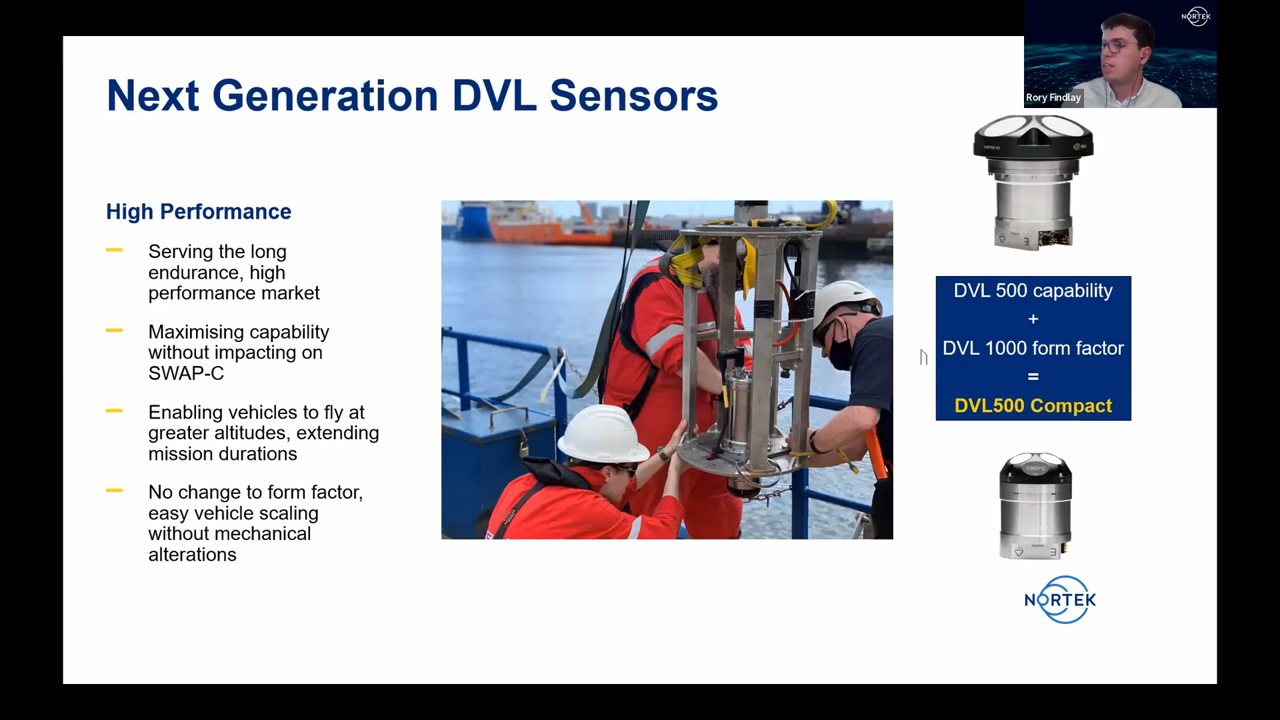 NORTEK
Rory Findlay
Next Generation DVL Sensors
High Performance
Serving the long
endurance, high
performance market
Maximising capability
without impacting on
SWAP-C
Enabling vehicles to fly at
greater altitudes, extending
mission durations
No change to form factor,
easy vehicle scaling
without mechanical
alterations
DVL 500 capability
+
DVL 1000 form factor
=
DVL500 Compact
NORTEK